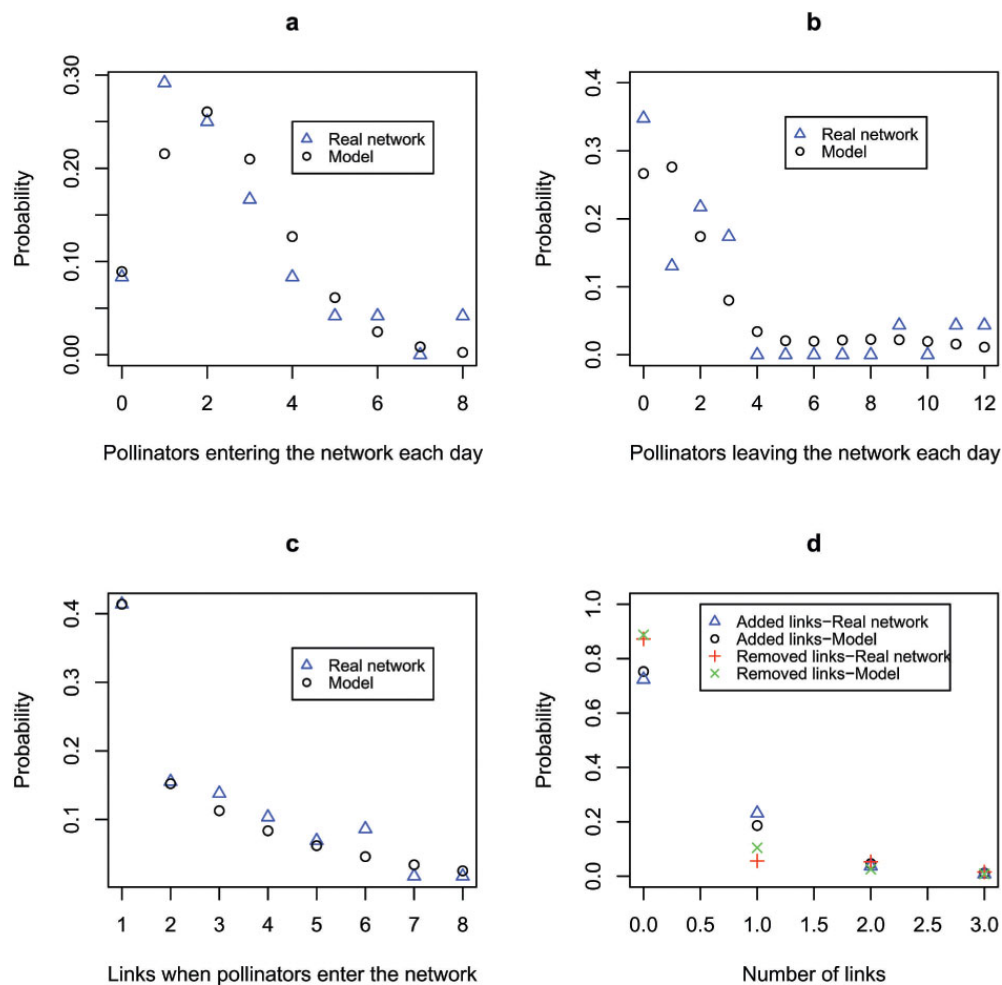 a
0.30
0.20
0.10
0.00
Probability
Real network
Model
0 2 4 6 8
Pollinators entering the network each day
b
0.4
0.3
0.2
0.1
0.0
Probability
Real network
Model
0 2 4 6 8 10 12
Pollinators leaving the network each day
c
0.4
0.3
0.2
0.1
Probability
Real network
Model
1 2 3 4 5 6 7 8
Links when pollinators enter the network
d
1.0
0.8
0.6
0.4
0.2
0.0
Probability
Added links−Real network
Added links−Model
Removed links−Real network
Removed links−Model
0.0 0.5 1.0 1.5 2.0 2.5 3.0
Number of links